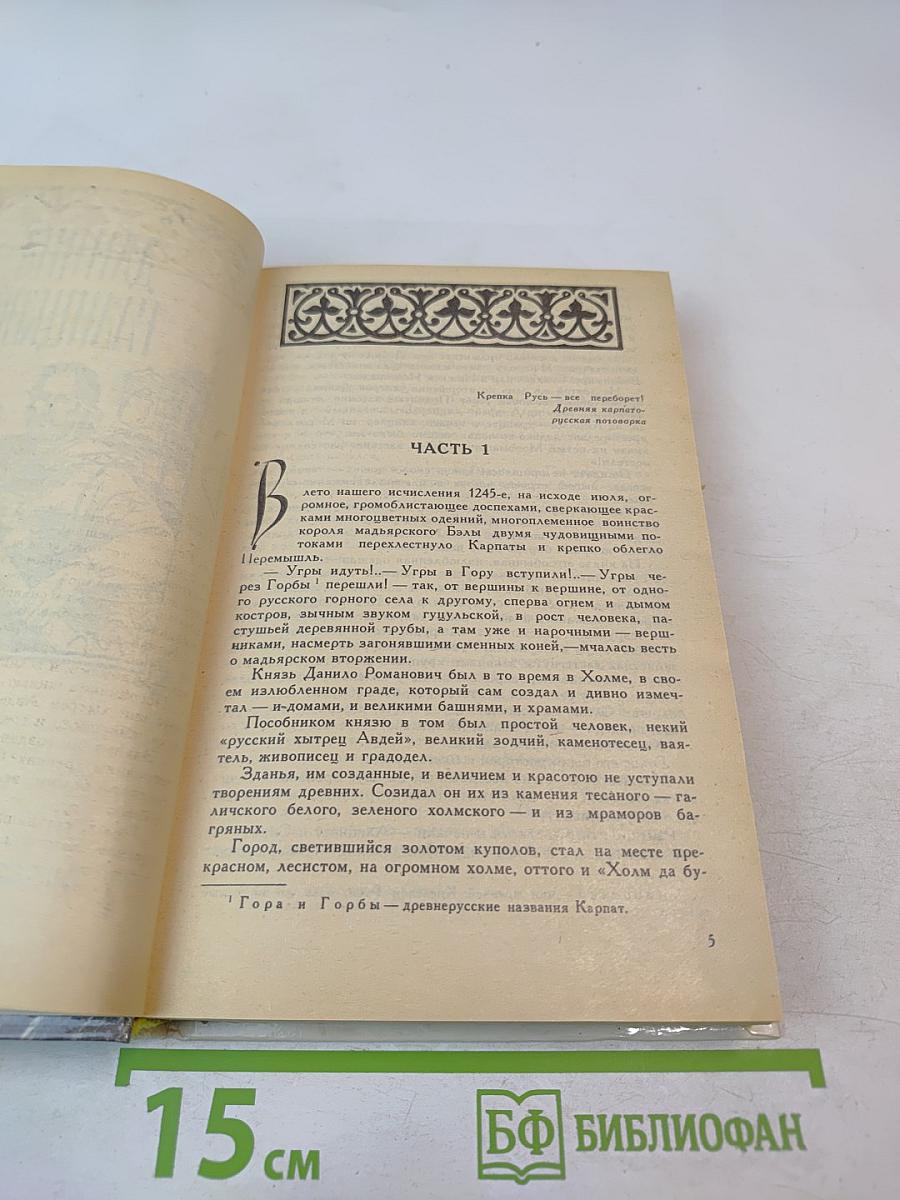 Крепка Русь — все переборет!
Древняя карпато-
русская поговорка
ЧАСТЬ 1
В лето нашего исчисления 1245-е, на исходе июля, ог-
ромное, громоблистающее доспехами, сверкающее крас-
ками многоцветных одеяний, многоплеменное воинство
короля мадьярского Бэлы двумя чудовищными по-
токами перехлестнуло Карпаты и крепко облегло
Перемышль.
— Угры идуть!..— Угры в Гору вступили!..— Угры че-
рез Горбы ¹ перешли! — так, от вершины к вершине, от одно-
го русского горного села к другому, сперва огнем и дымом
костров, зычным звуком гуцульской, в рост человека, па-
стушьей деревянной трубы, а там уже и нарочными — верш-
никами, насмерть загонявшими сменных коней,—мчалась весть
о мадьярском вторжении.
Князь Данило Романович был в то время в Холме, в сво-
ем излюбленном граде, который сам создал и дивно измеч-
тал — и домами, и великими башнями, и храмами.
Пособником князю в том был простой человек, некий
«русский хытрец Авдей», великий зодчий, каменотесец, вая-
тель, живописец и градодел.
Зданья, им созданные, и величием и красотою не уступали
творениям древних. Созидал он их из камения тесаного — га-
лического белого, зеленого холмского — и из мраморов ба-
гряных.
Город, светившийся золотом куполов, стал на месте пре-
красном, лесистом, на огромном холме, оттого и «Холм да бу-
¹ Гора и Горбы — древнерусские названия Карпат.
5
15 см
БФ БИБЛИОФАН